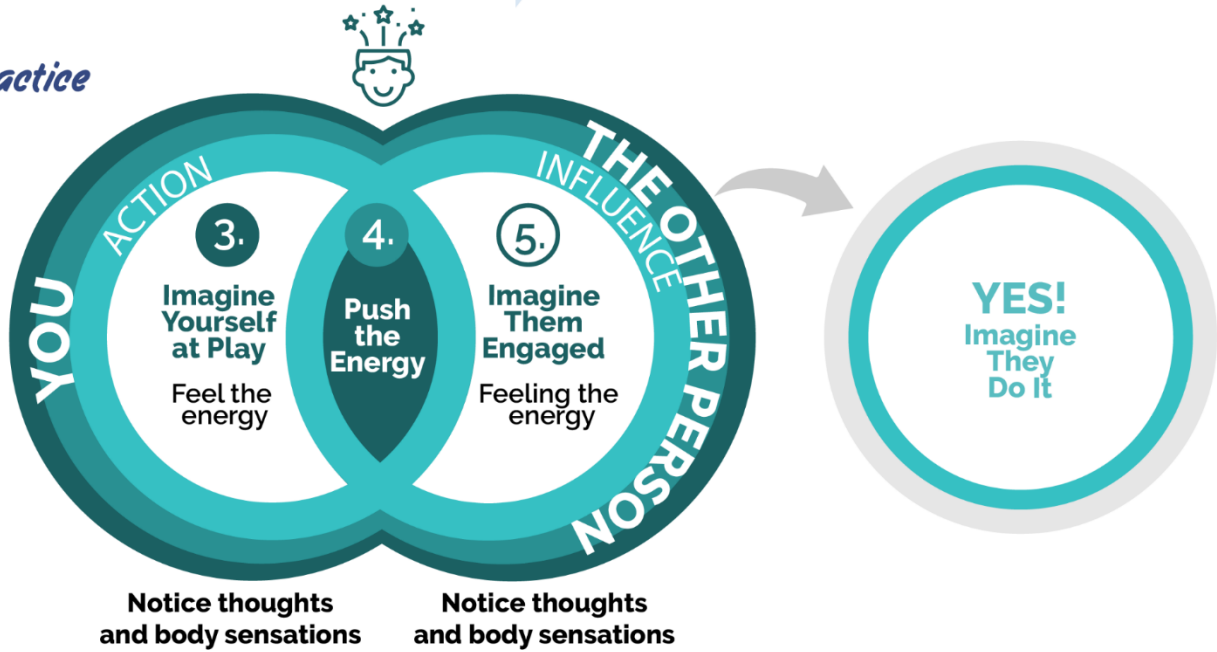 YOU
ACTION
3.
Imagine
Yourself
at Play
Feel the
energy
4.
Push
the
Energy
INFLUENCE
THE OTHER PERSON
5.
Imagine
Them
Engaged
Feeling the
energy
Notice thoughts
and body sensations
Notice thoughts
and body sensations
YES!
Imagine
They
Do It